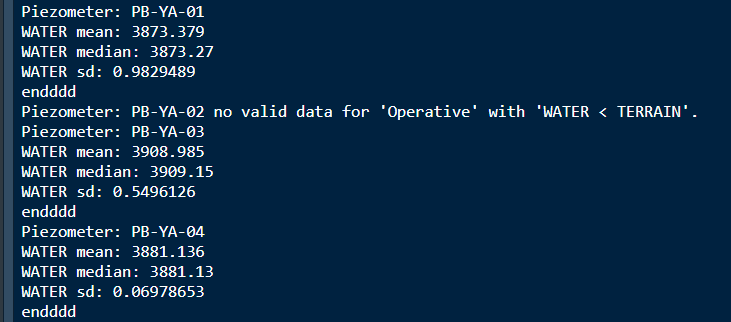 Piezometer: PB-YA-01
WATER mean: 3873.379
WATER median: 3873.27
WATER sd: 0.9829489
endddd
Piezometer: PB-YA-02 no valid data for 'Operative' with 'WATER < TERRAIN'.
Piezometer: PB-YA-03
WATER mean: 3908.985
WATER median: 3909.15
WATER sd: 0.5496126
endddd
Piezometer: PB-YA-04
WATER mean: 3881.136
WATER median: 3881.13
WATER sd: 0.06978653
endddd